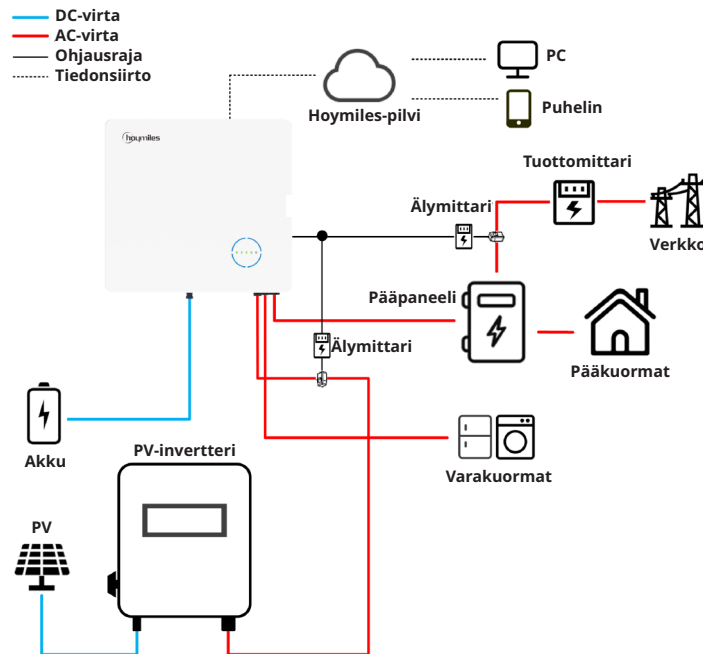 DC-virta
AC-virta
Ohjausraja
Tiedonsiirto
PC
Hoymiles-pilvi
Puhelin
hoymiles
Tuottomittari
Älymittari
Verkko
Pääpaneeli
Älymittari
Pääkuormat
Akku
PV-invertteri
Varakuormat
PV